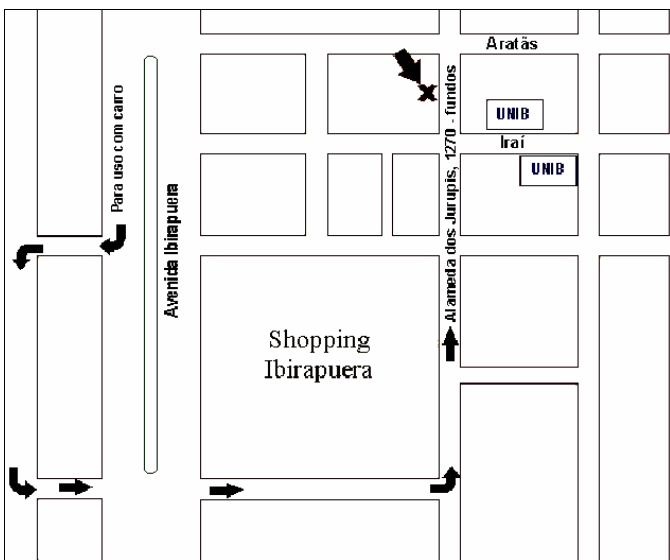 Aratãs
UNIB
Iraí
UNIB
Para uso com carro
Avenida Ibirapuera
Alameda dos Jurupis, 1270 - fundos
Shopping
Ibirapuera